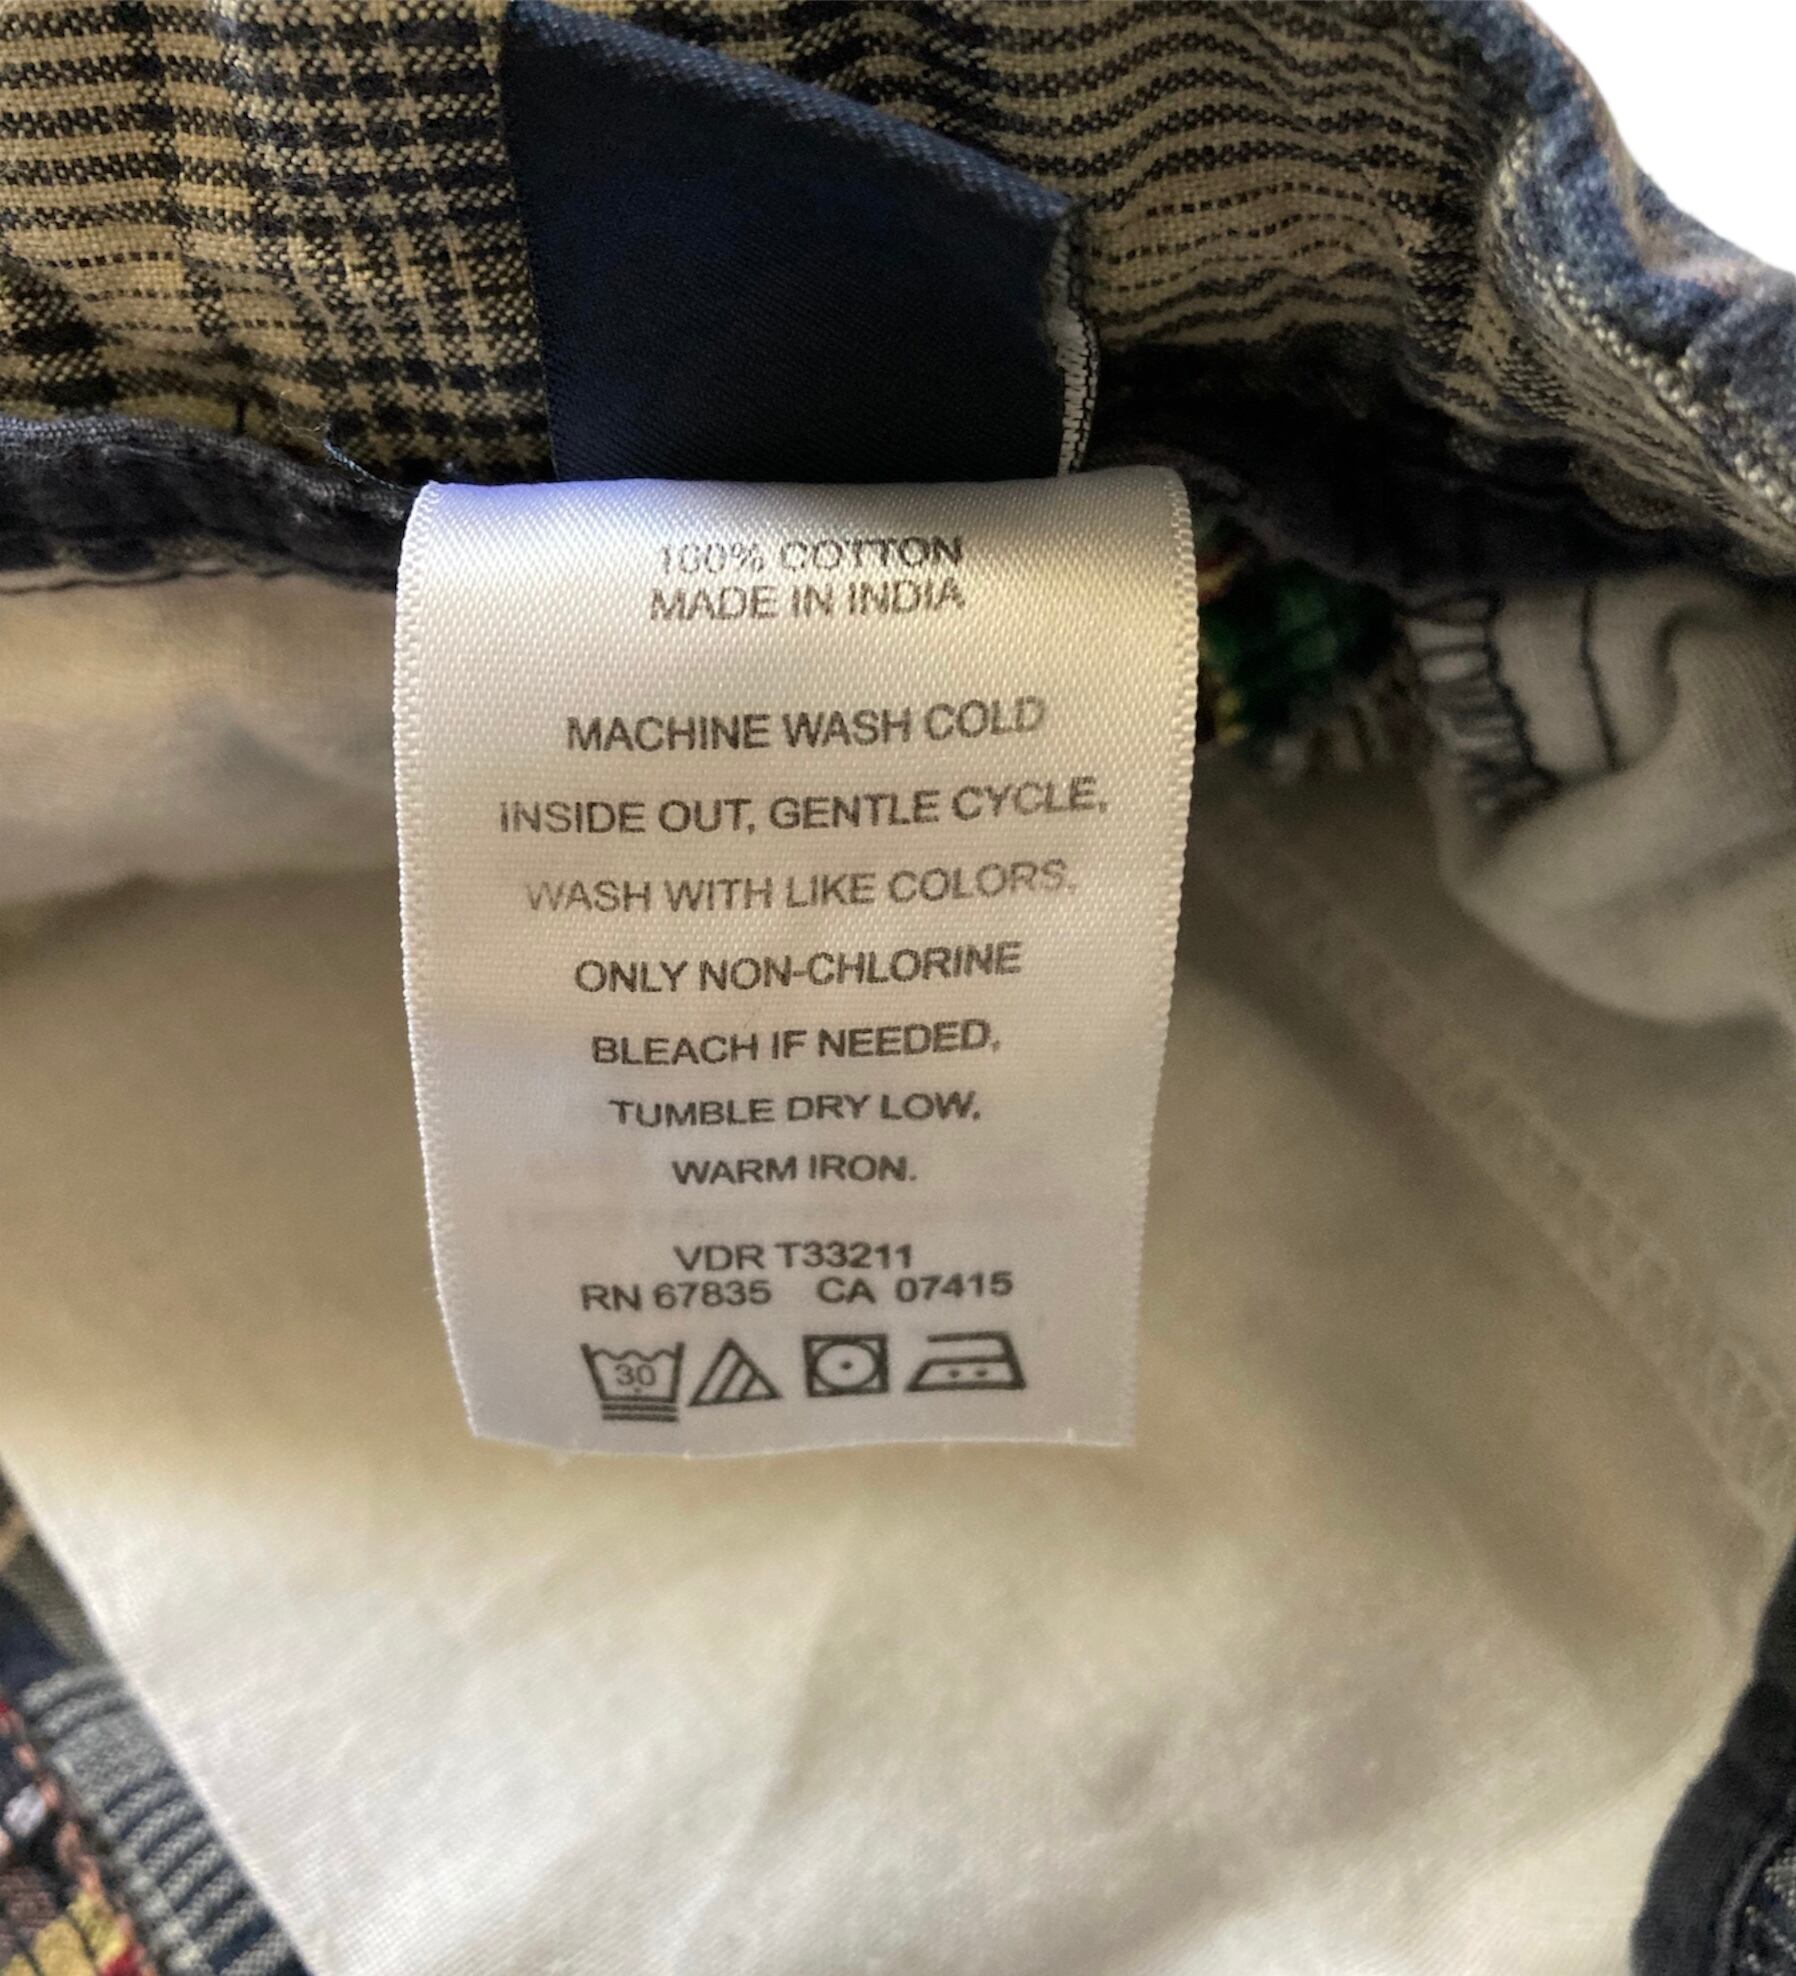 100% COTTON
MADE IN INDIA
MACHINE WASH COLD
INSIDE OUT, GENTLE CYCLE,
WASH WITH LIKE COLORS,
ONLY NON-CHLORINE
BLEACH IF NEEDED,
TUMBLE DRY LOW,
WARM IRON.
VDR T33211
RN 67835 CA 07415
30